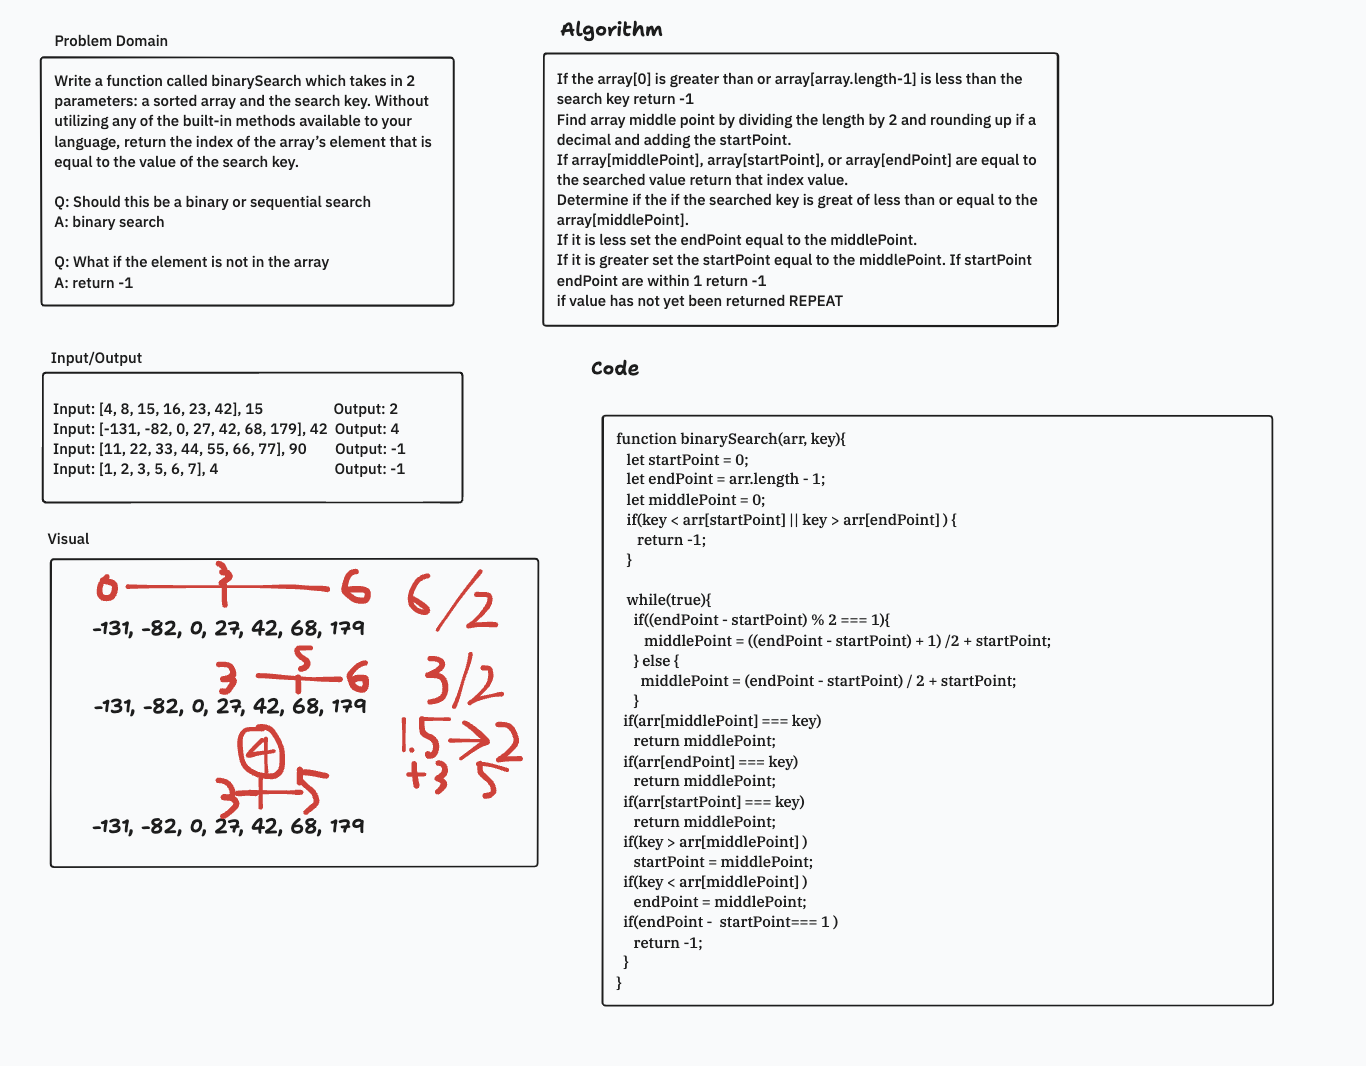 Problem Domain
Write a function called binarySearch which takes in 2
parameters: a sorted array and the search key. Without
utilizing any of the built-in methods available to your
language, return the index of the array’s element that is
equal to the value of the search key.
Q: Should this be a binary or sequential search
A: binary search
Q: What if the element is not in the array
A: return -1
Input/Output
Input: [4, 8, 15, 16, 23, 42], 15 Output: 2
Input: [-131, -82, 0, 27, 42, 68, 179], 42 Output: 4
Input: [11, 22, 33, 44, 55, 66, 77], 90 Output: -1
Input: [1, 2, 3, 5, 6, 7], 4 Output: -1
Visual
0 3 6 6/2
-131, -82, 0, 27, 42, 68, 179
3 5 6 3/2
-131, -82, 0, 27, 42, 68, 179
1.5→2
4
+3 5
3 5
-131, -82, 0, 27, 42, 68, 179
Algorithm
If the array[0] is greater than or array[array.length-1] is less than the
search key return -1
Find array middle point by dividing the length by 2 and rounding up if a
decimal and adding the startPoint.
If array[middlePoint], array[startPoint], or array[endPoint] are equal to
the searched value return that index value.
Determine if the if the searched key is great of less than or equal to the
array[middlePoint].
If it is less set the endPoint equal to the middlePoint.
If it is greater set the startPoint equal to the middlePoint. If startPoint
endPoint are within 1 return -1
if value has not yet been returned REPEAT
Code
function binarySearch(arr, key){
let startPoint = 0;
let endPoint = arr.length - 1;
let middlePoint = 0;
if(key < arr[startPoint] || key > arr[endPoint] ) {
return -1;
}
while(true){
if((endPoint - startPoint) % 2 === 1){
middlePoint = ((endPoint - startPoint) + 1) /2 + startPoint;
} else {
middlePoint = (endPoint - startPoint) / 2 + startPoint;
}
if(arr[middlePoint] === key)
return middlePoint;
if(arr[endPoint] === key)
return middlePoint;
if(arr[startPoint] === key)
return middlePoint;
if(key > arr[middlePoint] )
startPoint = middlePoint;
if(key < arr[middlePoint] )
endPoint = middlePoint;
if(endPoint - startPoint=== 1 )
return -1;
}
}